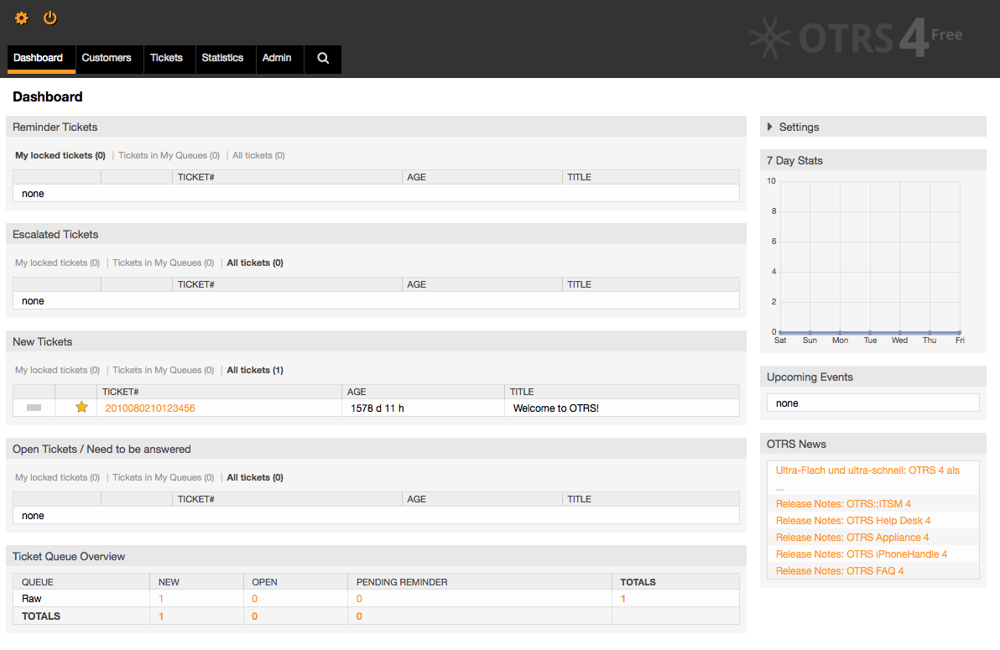 OTRS 4 Free
Dashboard Customers Tickets Statistics Admin
Dashboard
Reminder Tickets
My locked tickets (0) | Tickets in My Queues (0) | All tickets (0)
TICKET# AGE TITLE
none
Escalated Tickets
My locked tickets (0) | Tickets in My Queues (0) | All tickets (0)
TICKET# AGE TITLE
none
New Tickets
My locked tickets (0) | Tickets in My Queues (0) | All tickets (1)
TICKET# AGE TITLE
2010080210123456 1578 d 11 h Welcome to OTRS!
Open Tickets / Need to be answered
My locked tickets (0) | Tickets in My Queues (0) | All tickets (0)
TICKET# AGE TITLE
none
Ticket Queue Overview
QUEUE NEW OPEN PENDING REMINDER TOTALS
Raw 1 0 0 1
TOTALS 1 0 0
Settings
7 Day Stats
10
8
6
4
2
0
Sat Sun Mon Tue Wed Thu Fri
Upcoming Events
none
OTRS News
Ultra-Flach und ultra-schnell: OTRS 4 als
...
Release Notes: OTRS::ITSM 4
Release Notes: OTRS Help Desk 4
Release Notes: OTRS Appliance 4
Release Notes: OTRS iPhoneHandle 4
Release Notes: OTRS FAQ 4